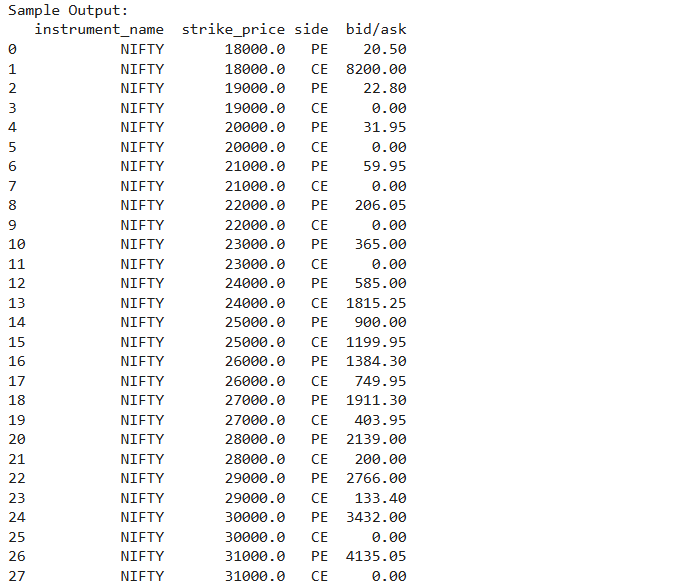 Sample Output:
instrument_name strike_price side bid/ask
0 NIFTY 18000.0 PE 20.50
1 NIFTY 18000.0 CE 8200.00
2 NIFTY 19000.0 PE 22.80
3 NIFTY 19000.0 CE 0.00
4 NIFTY 20000.0 PE 31.95
5 NIFTY 20000.0 CE 0.00
6 NIFTY 21000.0 PE 59.95
7 NIFTY 21000.0 CE 0.00
8 NIFTY 22000.0 PE 206.05
9 NIFTY 22000.0 CE 0.00
10 NIFTY 23000.0 PE 365.00
11 NIFTY 23000.0 CE 0.00
12 NIFTY 24000.0 PE 585.00
13 NIFTY 24000.0 CE 1815.25
14 NIFTY 25000.0 PE 900.00
15 NIFTY 25000.0 CE 1199.95
16 NIFTY 26000.0 PE 1384.30
17 NIFTY 26000.0 CE 749.95
18 NIFTY 27000.0 PE 1911.30
19 NIFTY 27000.0 CE 403.95
20 NIFTY 28000.0 PE 2139.00
21 NIFTY 28000.0 CE 200.00
22 NIFTY 29000.0 PE 2766.00
23 NIFTY 29000.0 CE 133.40
24 NIFTY 30000.0 PE 3432.00
25 NIFTY 30000.0 CE 0.00
26 NIFTY 31000.0 PE 4135.05
27 NIFTY 31000.0 CE 0.00